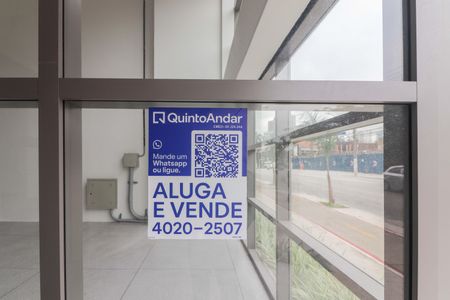 QuintoAndar
Mande um
Whatsapp
ou ligue.
ALUGA
E VENDE
4020-2507